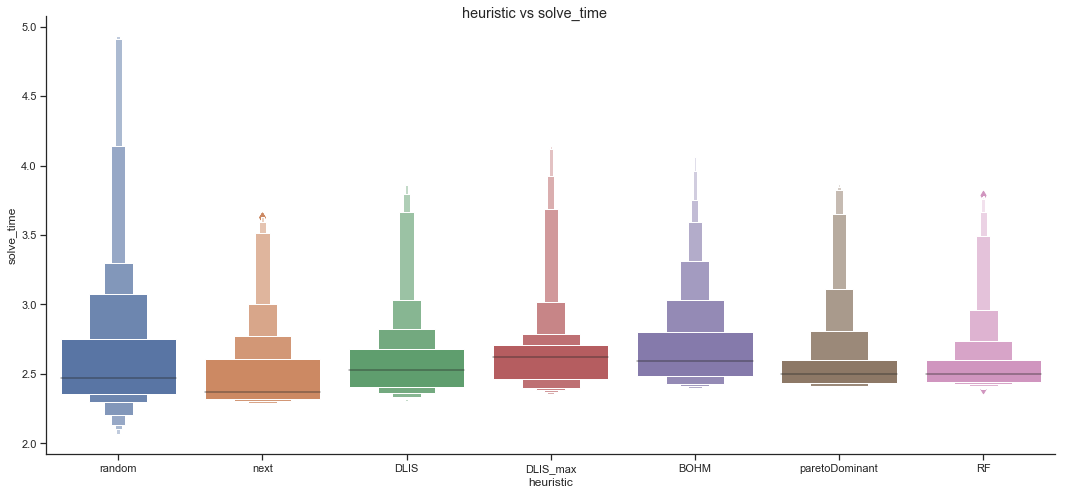 heuristic vs solve_time
solve_time
5.0
4.5
4.0
3.5
3.0
2.5
2.0
random next DLIS DLIS_max BOHM paretoDominant RF
heuristic